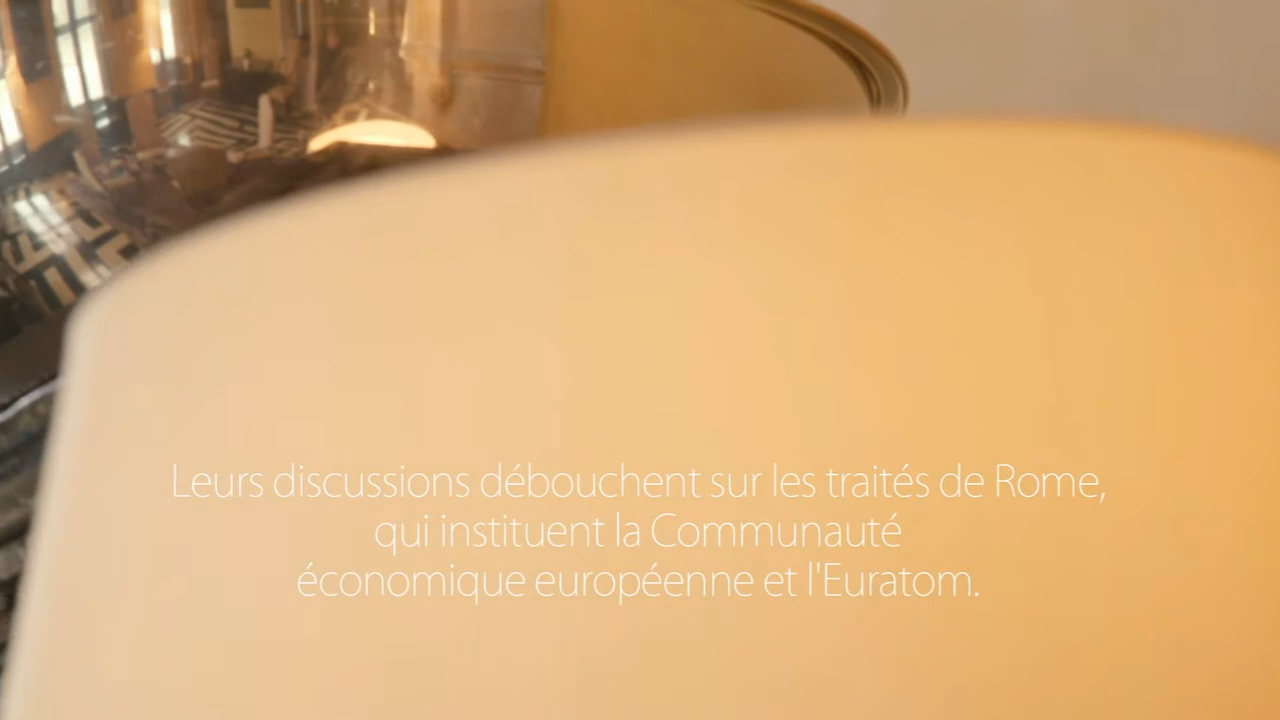 Leurs discussions débouchent sur les traités de Rome,
qui instituent la Communauté
économique européenne et l'Euratom.